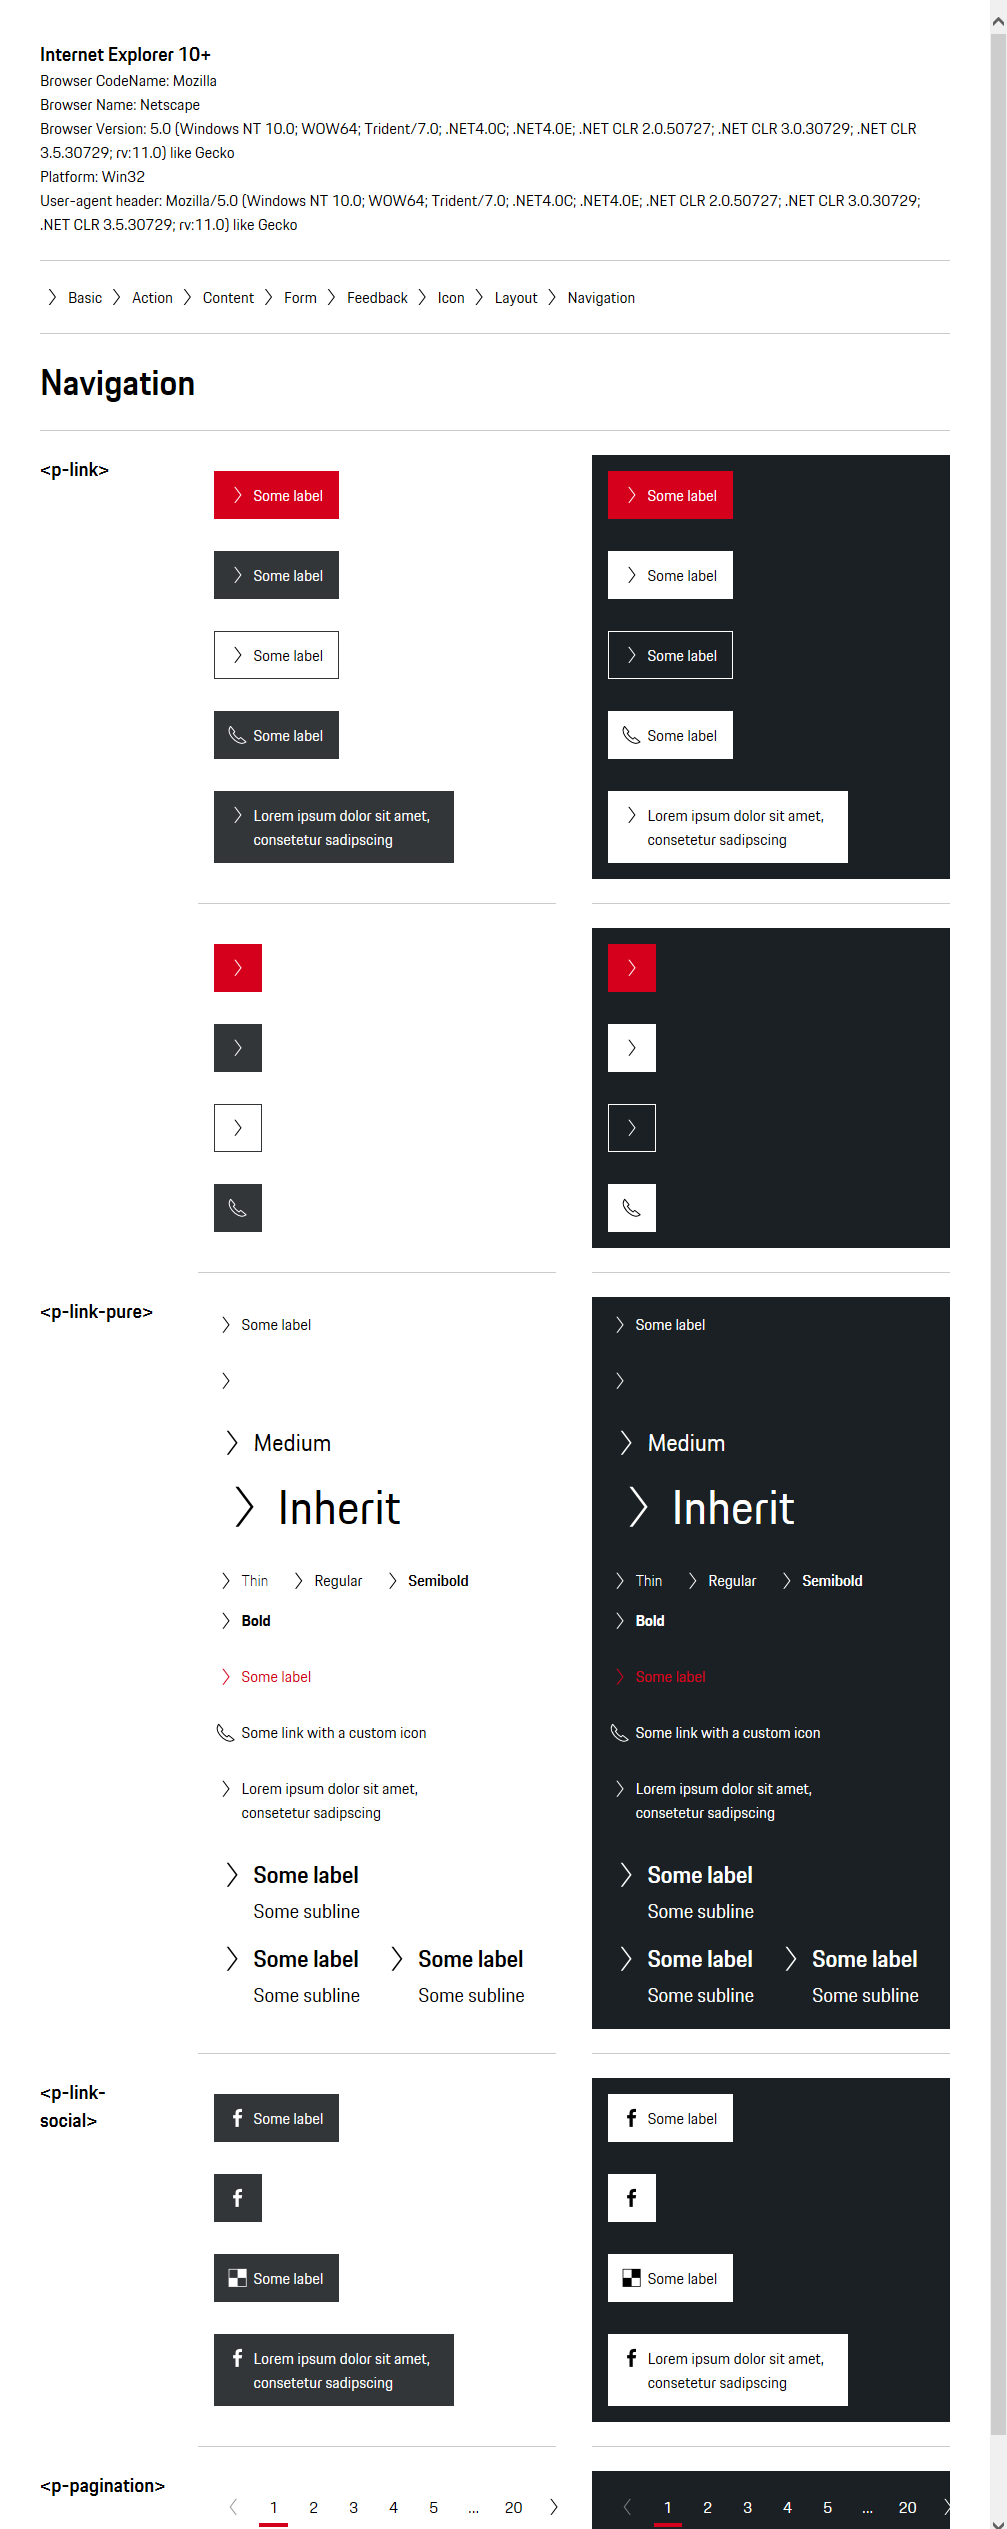 Internet Explorer 10+
Browser CodeName: Mozilla
Browser Name: Netscape
Browser Version: 5.0 (Windows NT 10.0; WOW64; Trident/7.0; .NET4.0C; .NET4.0E; .NET CLR 2.0.50727; .NET CLR 3.0.30729; .NET CLR
3.5.30729; rv:11.0) like Gecko
Platform: Win32
User-agent header: Mozilla/5.0 (Windows NT 10.0; WOW64; Trident/7.0; .NET4.0C; .NET4.0E; .NET CLR 2.0.50727; .NET CLR 3.0.30729;
.NET CLR 3.5.30729; rv:11.0) like Gecko
Basic Action Content Form Feedback Icon Layout Navigation
Navigation
<p-link>
Some label Some label
Some label Some label
Some label Some label
Some label Some label
Lorem ipsum dolor sit amet, Lorem ipsum dolor sit amet,
consetetur sadipscing consetetur sadipscing
<p-link-pure>
Some label Some label
Medium Medium
Inherit Inherit
Thin Regular Semibold Thin Regular Semibold
Bold Bold
Some label Some label
Some link with a custom icon Some link with a custom icon
Lorem ipsum dolor sit amet, Lorem ipsum dolor sit amet,
consetetur sadipscing consetetur sadipscing
Some label Some label
Some subline Some subline
Some label Some label Some label Some label
Some subline Some subline Some subline Some subline
<p-link-
social>
Some label Some label
Some label Some label
Lorem ipsum dolor sit amet, Lorem ipsum dolor sit amet,
consetetur sadipscing consetetur sadipscing
<p-pagination>
1 2 3 4 5 ... 20 1 2 3 4 5 ... 20